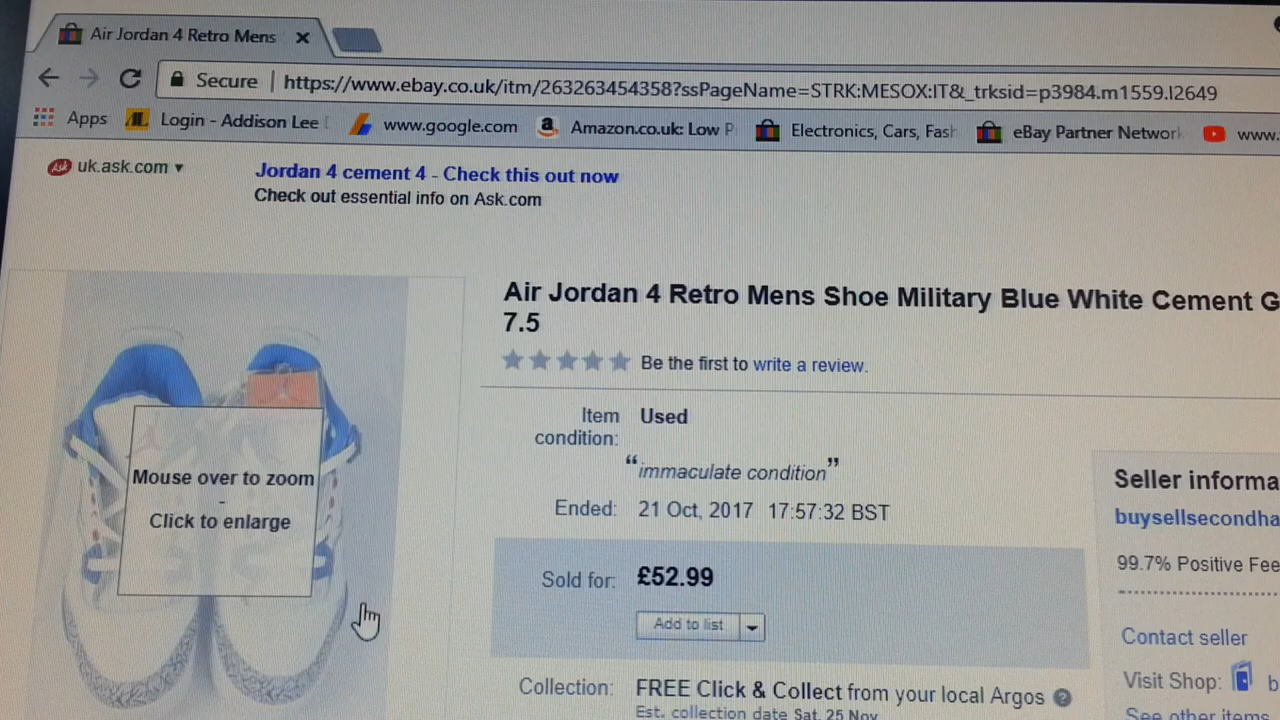 Air Jordan 4 Retro Mens
Secure
https://www.ebay.co.uk/itm/263263454358?ssPageName=STRK:MESOX:IT&_trksid=p3984.m1559.l2649
Apps
Login - Addison Lee
www.google.com
Amazon.co.uk: Low P
Electronics, Cars, Fash
eBay Partner Network
www.
Ask uk.ask.com
Jordan 4 cement 4 - Check this out now
Check out essential info on Ask.com
Air Jordan 4 Retro Mens Shoe Military Blue White Cement G
7.5
Be the first to write a review.
Item condition:
Used
“immaculate condition”
Ended: 21 Oct, 2017 17:57:32 BST
Sold for: £52.99
Add to list
Collection: FREE Click & Collect from your local Argos
Est. collection date Sat, 25 Nov
Mouse over to zoom
-
Click to enlarge
Seller informa
buysellsecondha
99.7% Positive Fee
Contact seller
Visit Shop: b
See other items